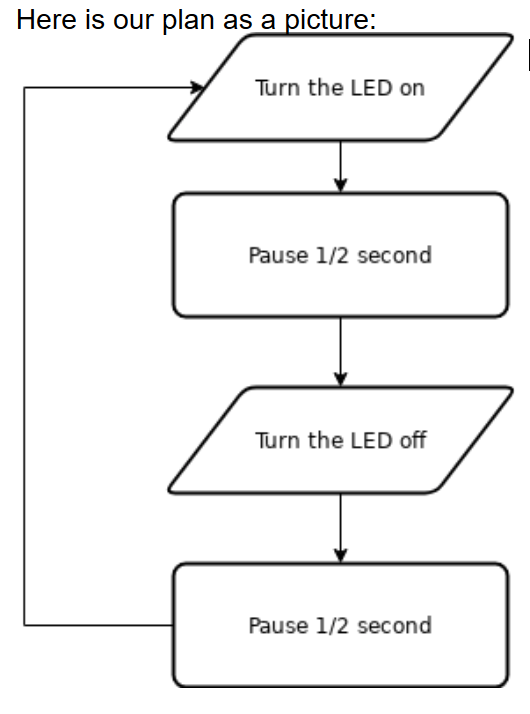 Here is our plan as a picture:
Turn the LED on
Pause 1/2 second
Turn the LED off
Pause 1/2 second